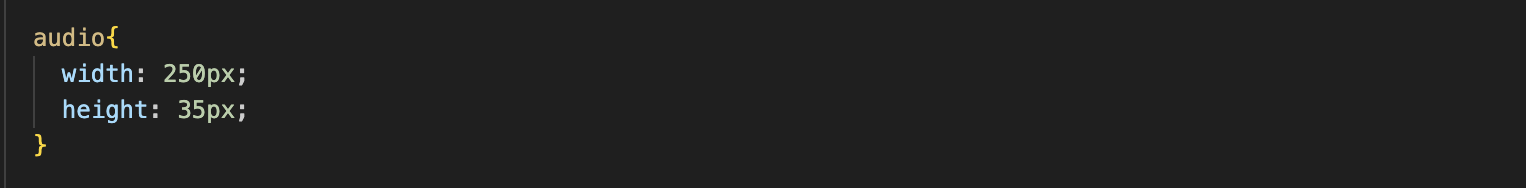 audio{
  width: 250px;
  height: 35px;
}